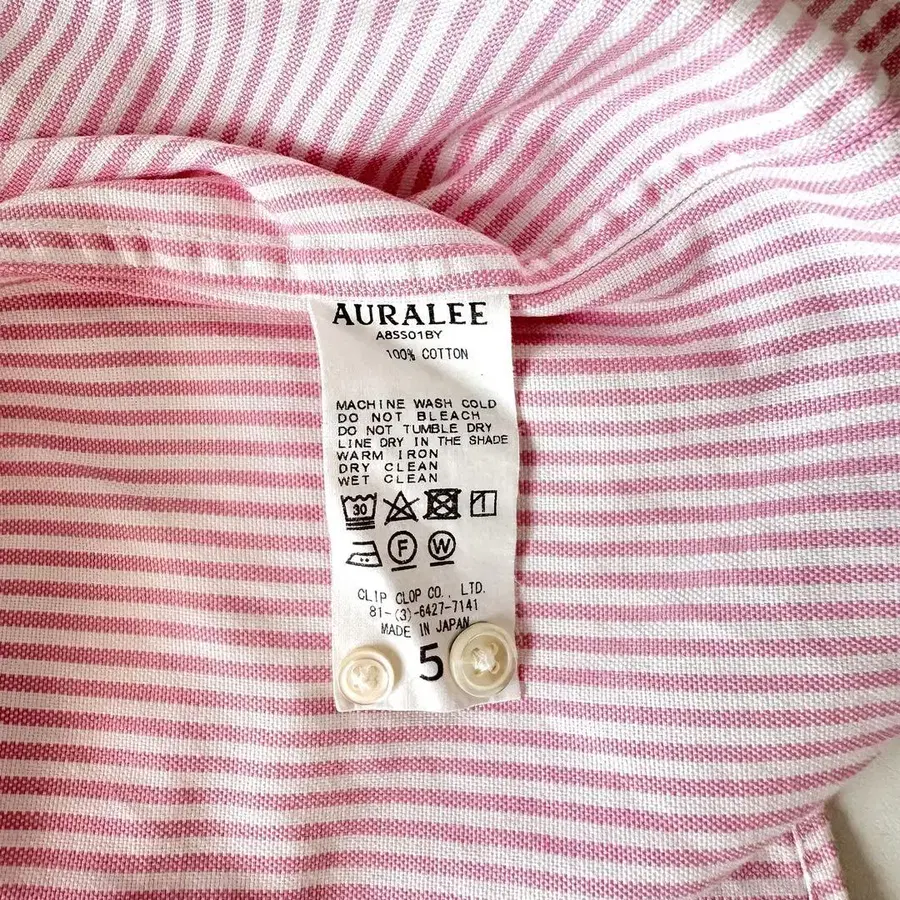 AURALEE
A8SS01BY
100% COTTON
MACHINE WASH COLD
DO NOT BLEACH
DO NOT TUMBLE DRY
LINE DRY IN THE SHADE
WARM IRON
DRY CLEAN
WET CLEAN
30
F W
CLIP CLOP CO., LTD.
81-(3)-6427-7141
MADE IN JAPAN
5